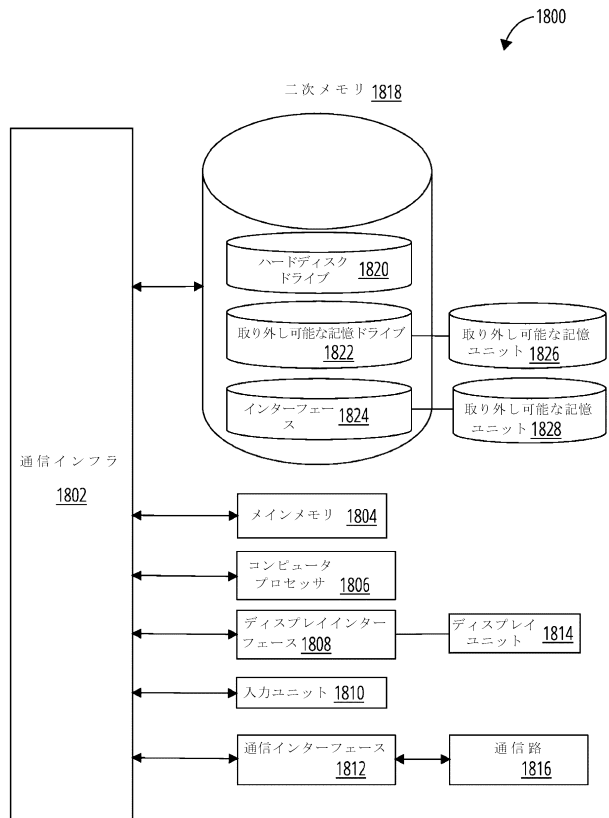 1800
二次メモリ 1818
ハードディスク
ドライブ 1820
取り外し可能な記憶ドライブ
1822
取り外し可能な記憶
ユニット 1826
インターフェー
ス 1824
取り外し可能な記憶
ユニット 1828
通信インフラ
1802
メインメモリ 1804
コンピュータ
プロセッサ 1806
ディスプレイインター
フェース 1808
ディスプレイ
ユニット 1814
入力ユニット 1810
通信インターフェース
1812
通信路
1816